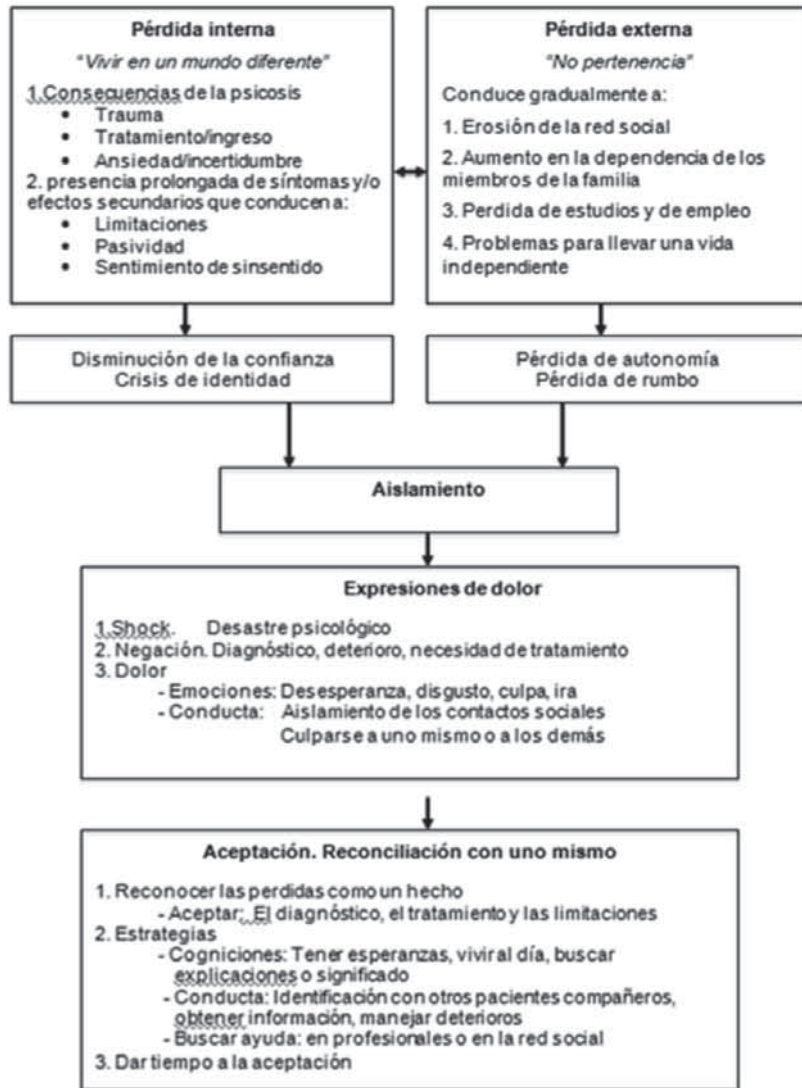 Pérdida interna
"Vivir en un mundo diferente"
1.Consecuencias de la psicosis
• Trauma
• Tratamiento/ingreso
• Ansiedad/incertidumbre
2. presencia prolongada de síntomas y/o
efectos secundarios que conducen a:
• Limitaciones
• Pasividad
• Sentimiento de sinsentido
Pérdida externa
"No pertenencia"
Conduce gradualmente a:
1. Erosión de la red social
2. Aumento en la dependencia de los
miembros de la familia
3. Perdida de estudios y de empleo
4. Problemas para llevar una vida
independiente
Disminución de la confianza
Crisis de identidad
Pérdida de autonomía
Pérdida de rumbo
Aislamiento
Expresiones de dolor
1.Shock. Desastre psicológico
2. Negación. Diagnóstico, deterioro, necesidad de tratamiento
3. Dolor
- Emociones: Desesperanza, disgusto, culpa, ira
- Conducta: Aislamiento de los contactos sociales
Culparse a uno mismo o a los demás
Aceptación. Reconciliación con uno mismo
1. Reconocer las perdidas como un hecho
- Aceptar: El diagnóstico, el tratamiento y las limitaciones
2. Estrategias
- Cogniciones: Tener esperanzas, vivir al día, buscar
explicaciones o significado
- Conducta: Identificación con otros pacientes compañeros,
obtener información, manejar deterioros
- Buscar ayuda: en profesionales o en la red social
3. Dar tiempo a la aceptación